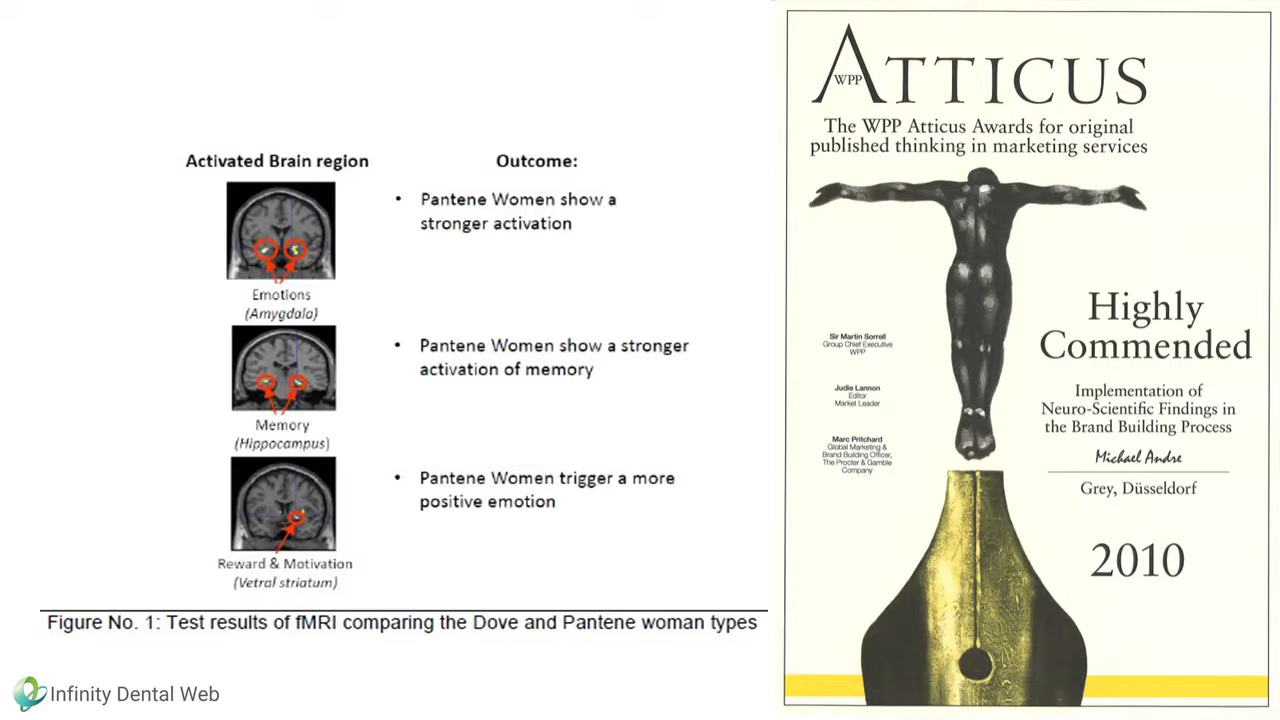 Activated Brain region
Outcome:
• Pantene Women show a
stronger activation
Emotions
(Amygdala)
• Pantene Women show a stronger
activation of memory
Memory
(Hippocampus)
• Pantene Women trigger a more
positive emotion
Reward & Motivation
(Vetral striatum)
Figure No. 1: Test results of fMRI comparing the Dove and Pantene woman types
Infinity Dental Web
ATTICUS
WPP
The WPP Atticus Awards for original
published thinking in marketing services
Highly
Commended
Sir Martin Sorrell
Group Chief Executive
WPP
Judie Lannon
Editor
Market Leader
Marc Pritchard
Global Marketing &
Brand Building Officer,
The Procter & Gamble
Company
Implementation of
Neuro-Scientific Findings in
the Brand Building Process
Michael Andre
Grey, Düsseldorf
2010